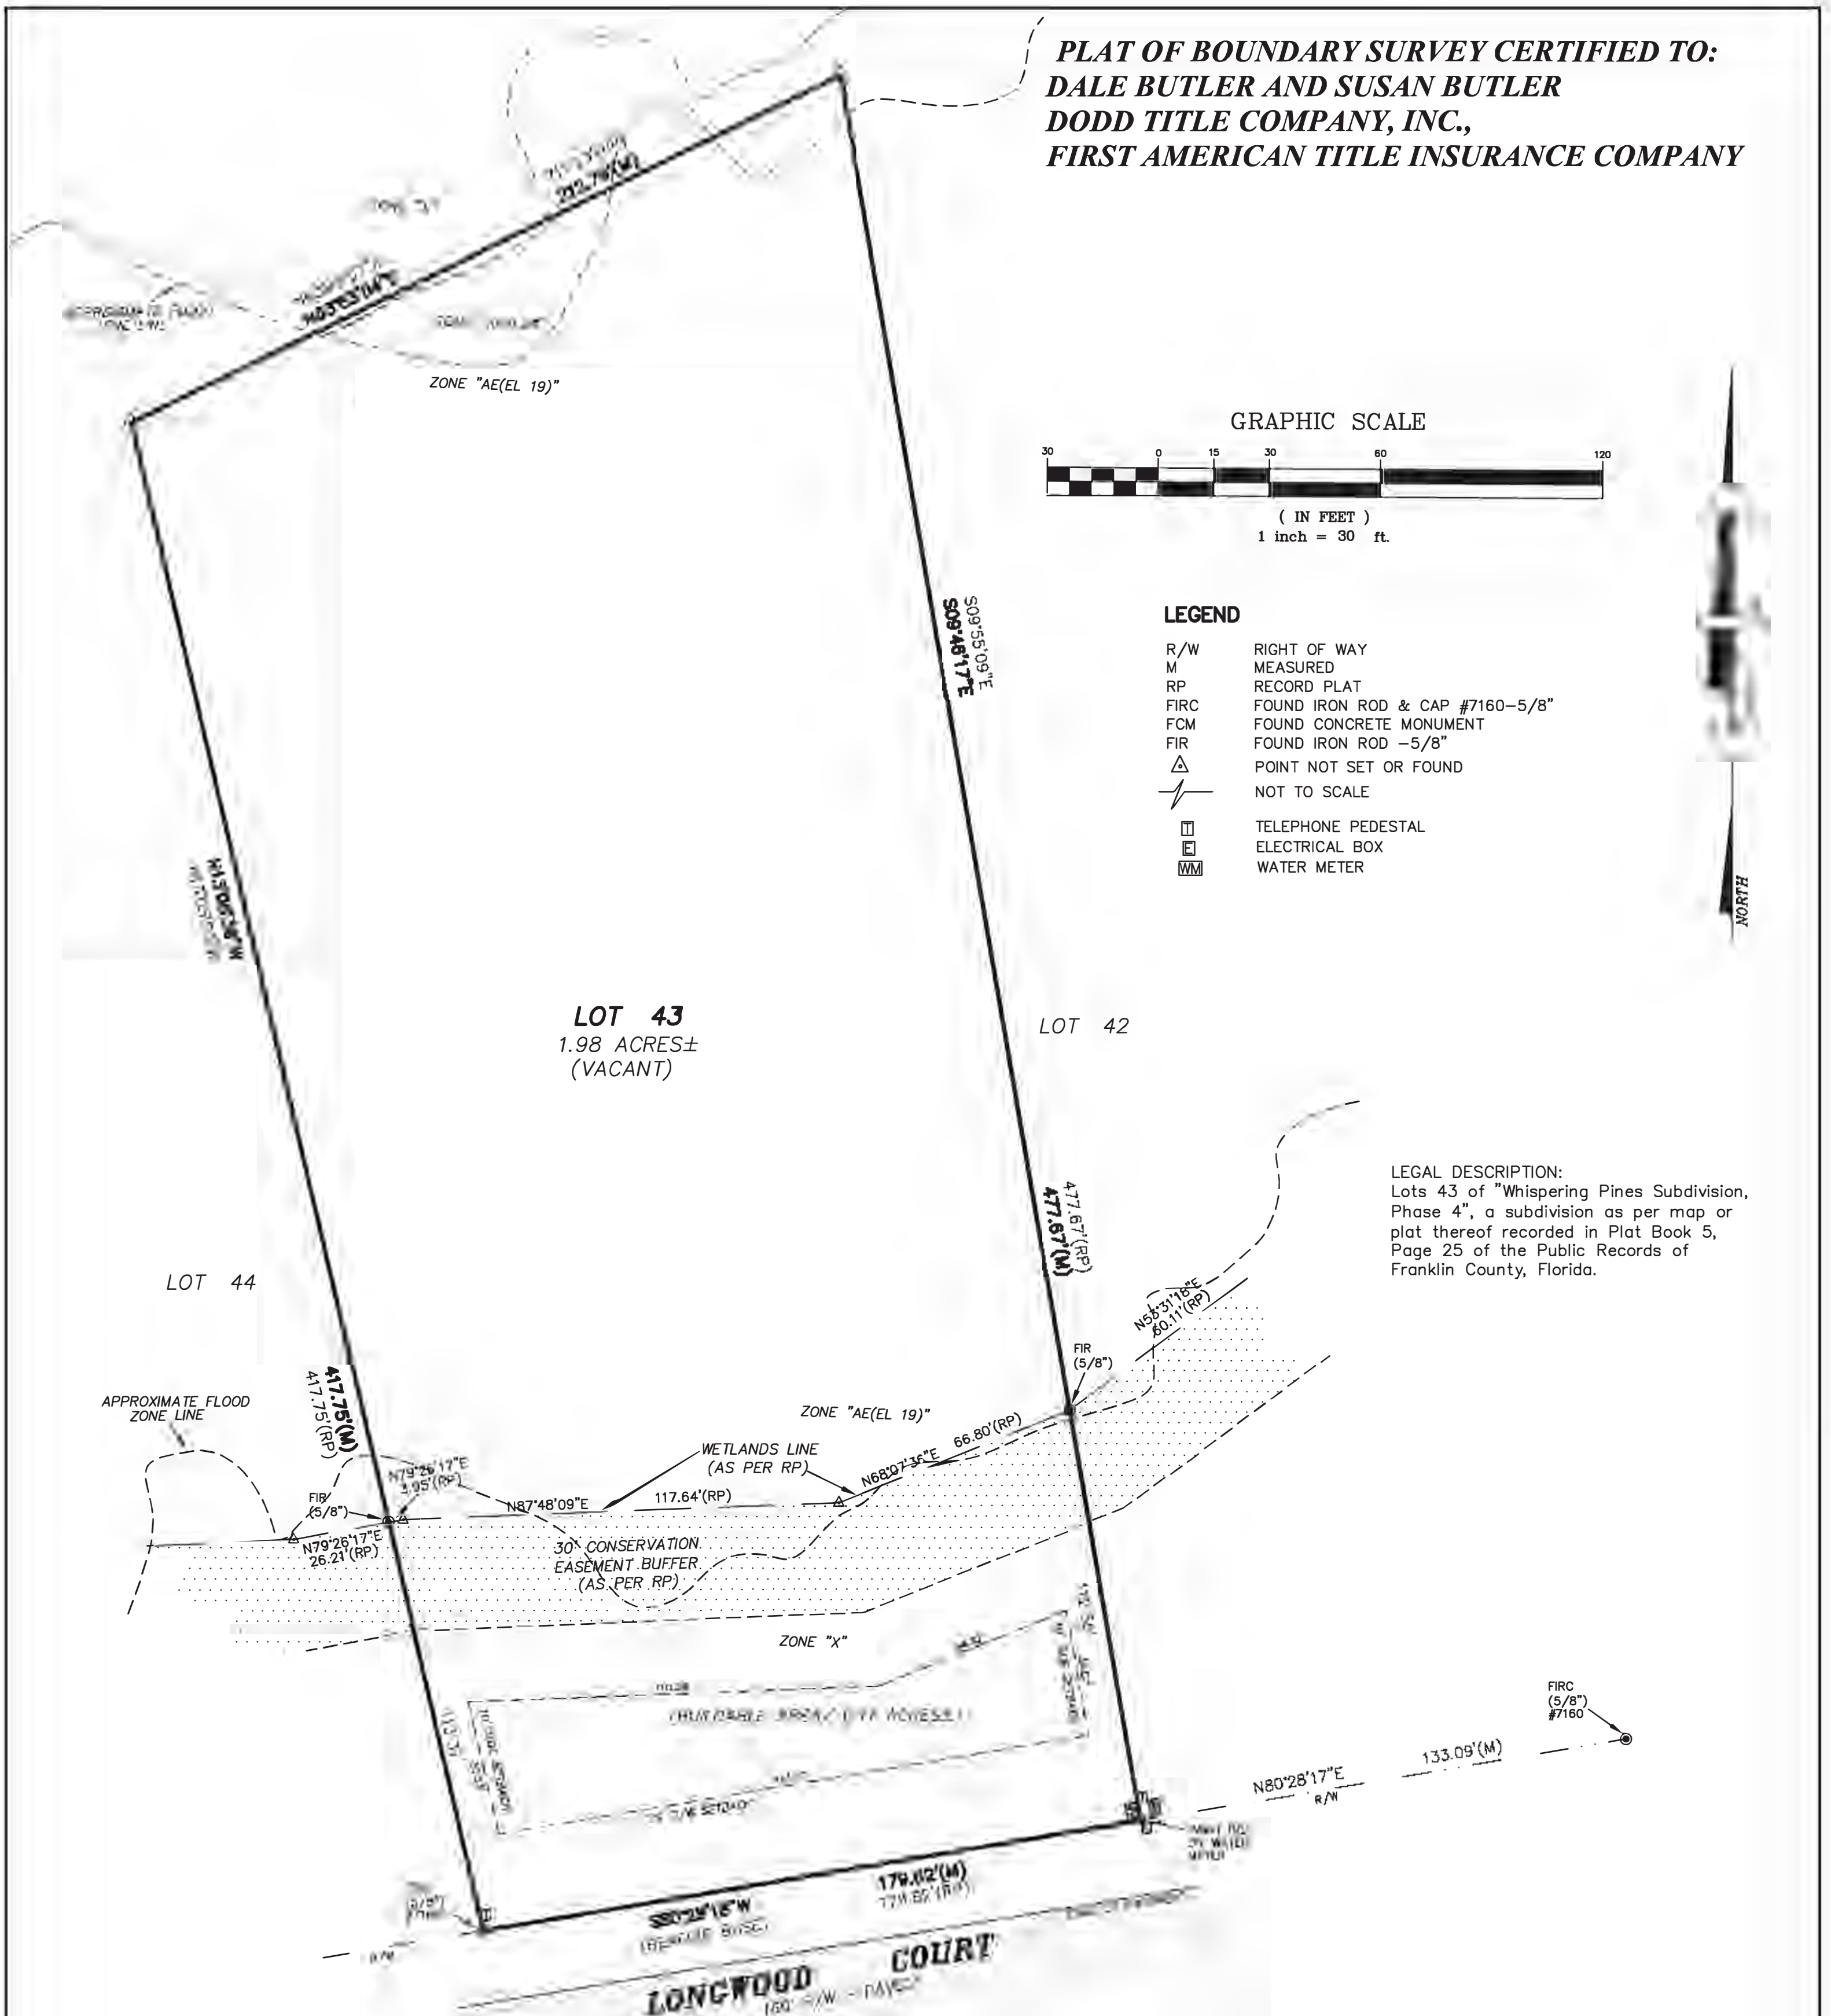 PLAT OF BOUNDARY SURVEY CERTIFIED TO:
DALE BUTLER AND SUSAN BUTLER
DODD TITLE COMPANY, INC.,
FIRST AMERICAN TITLE INSURANCE COMPANY
ZONE "AE(EL 19)"
GRAPHIC SCALE
30 0 15 30 60 120
( IN FEET )
1 inch = 30 ft.
S09°55'09"E
S09°46'17"E
LEGEND
R/W RIGHT OF WAY
M MEASURED
RP RECORD PLAT
FIRC FOUND IRON ROD & CAP #7160-5/8"
FCM FOUND CONCRETE MONUMENT
FIR FOUND IRON ROD -5/8"
POINT NOT SET OR FOUND
NOT TO SCALE
T TELEPHONE PEDESTAL
E ELECTRICAL BOX
WM WATER METER
NORTH
LOT 43
1.98 ACRES±
(VACANT)
LOT 42
LOT 44
LEGAL DESCRIPTION:
Lots 43 of "Whispering Pines Subdivision,
Phase 4", a subdivision as per map or
plat thereof recorded in Plat Book 5,
Page 25 of the Public Records of
Franklin County, Florida.
477.67'(RP)
477.67'(M)
N53°31'18"E
60.11'(RP)
FIR
(5/8")
417.75'(M)
417.75'(RP)
APPROXIMATE FLOOD
ZONE LINE
ZONE "AE(EL 19)"
WETLANDS LINE
(AS PER RP)
N68°07'36"E
66.80'(RP)
N79°26'17"E
3.95'(RP)
FIR
(5/8")
N87°48'09"E
117.64'(RP)
N79°26'17"E
26.21'(RP)
30' CONSERVATION
EASEMENT BUFFER
(AS PER RP)
ZONE "X"
FIRC
(5/8")
#7160
N80°28'17"E
133.09'(M)
R/W
179.62'(M)
LONGWOOD COURT